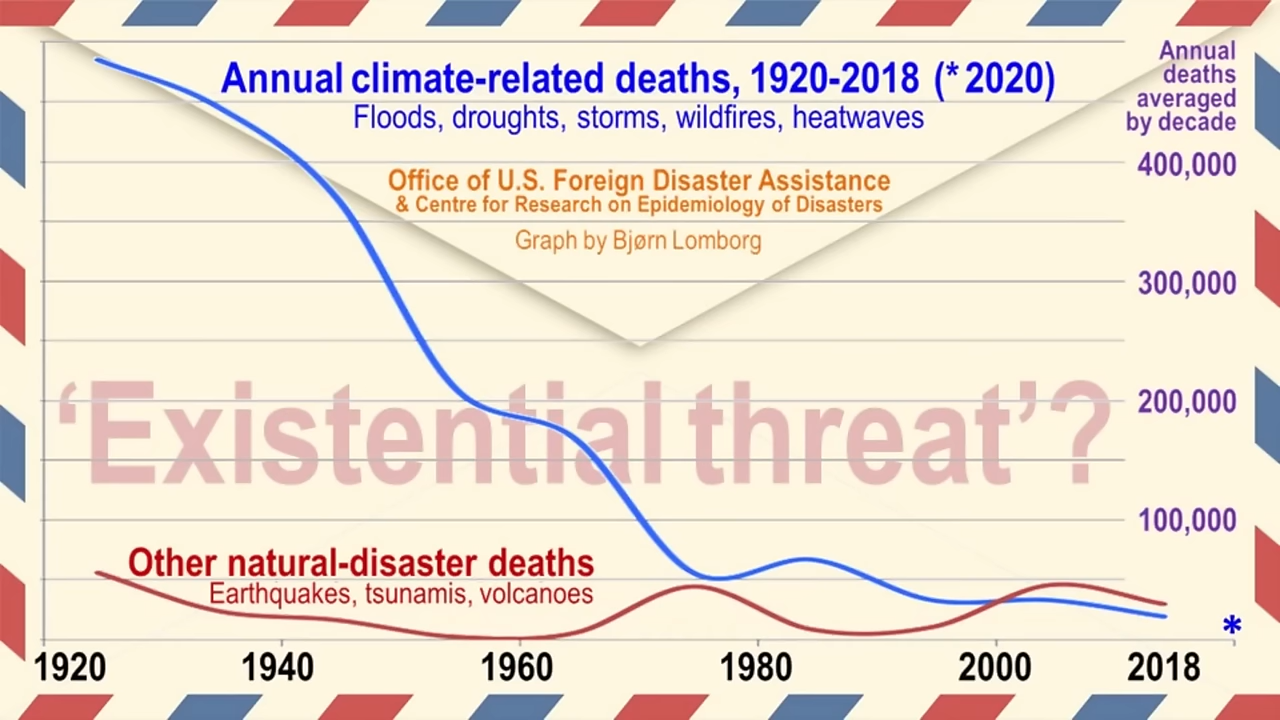 Annual climate-related deaths, 1920-2018 (* 2020)
Floods, droughts, storms, wildfires, heatwaves
Annual
deaths
averaged
by decade
Office of U.S. Foreign Disaster Assistance
& Centre for Research on Epidemiology of Disasters
Graph by Bjørn Lomborg
400,000
300,000
200,000
100,000
‘Existential threat’?
Other natural-disaster deaths
Earthquakes, tsunamis, volcanoes
*
1920 1940 1960 1980 2000 2018